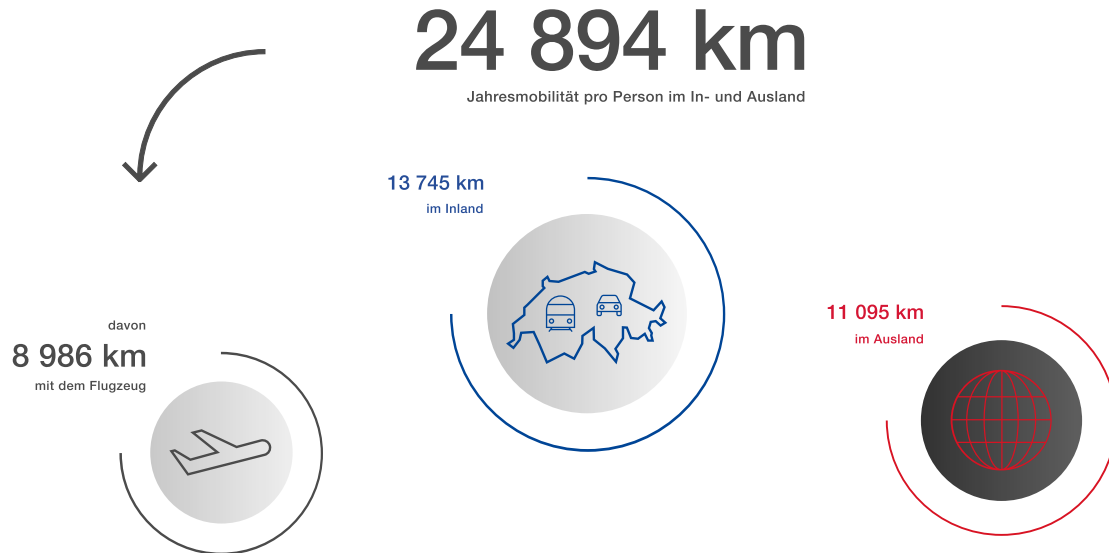 24 894 km
Jahresmobilität pro Person im In- und Ausland
13 745 km
im Inland
11 095 km
im Ausland
davon
8 986 km
mit dem Flugzeug